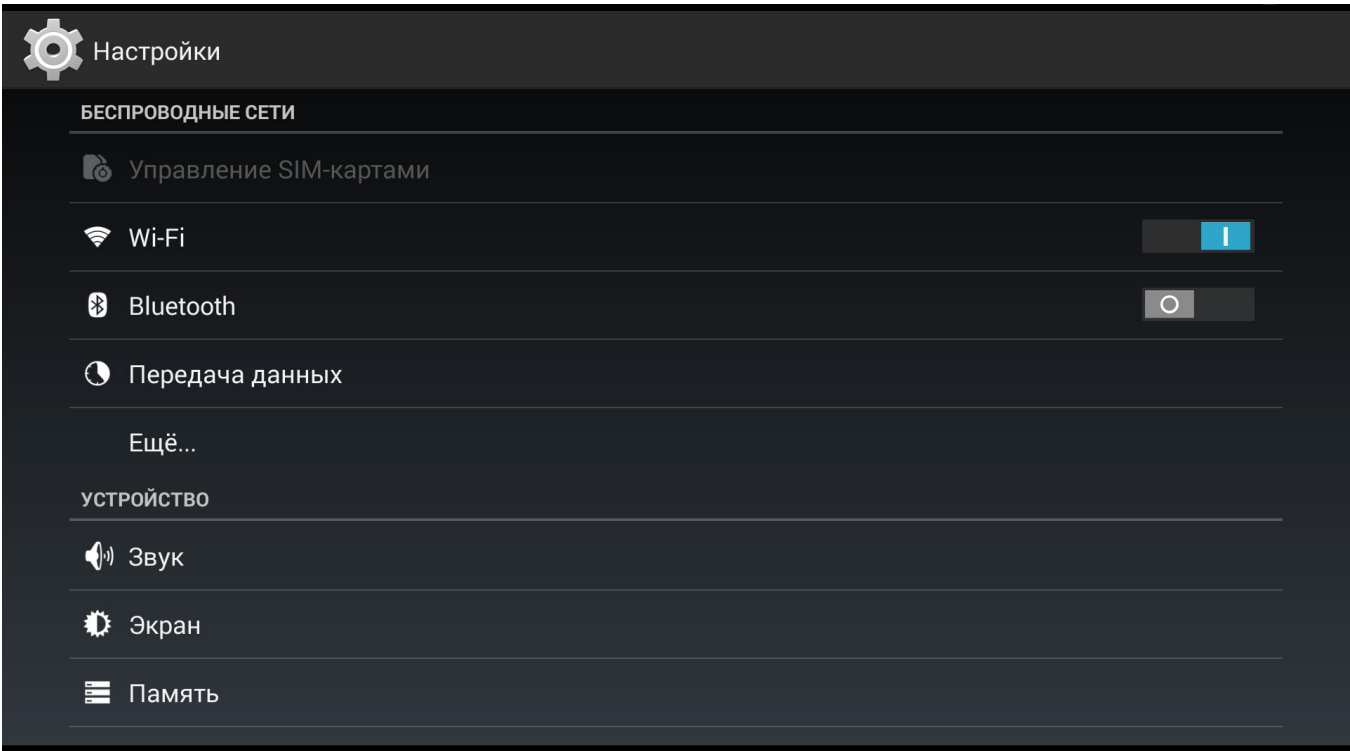 Настройки
БЕСПРОВОДНЫЕ СЕТИ
Управление SIM-картами
Wi-Fi
Bluetooth
Передача данных
Ещё...
УСТРОЙСТВО
Звук
Экран
Память